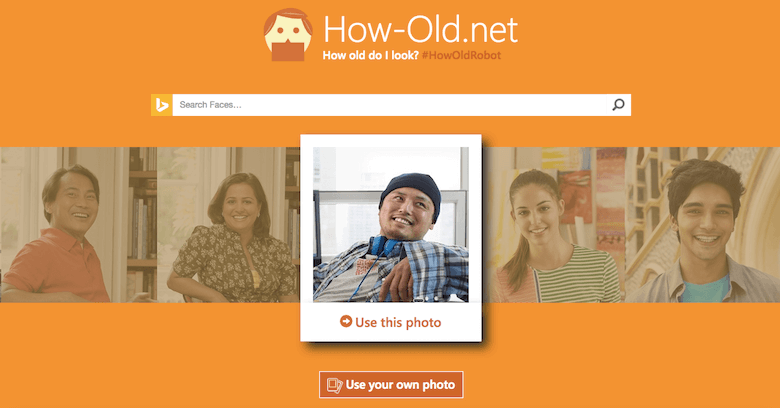 How-Old.net
How old do I look? #HowOldRobot
Search Faces...
Use this photo
Use your own photo